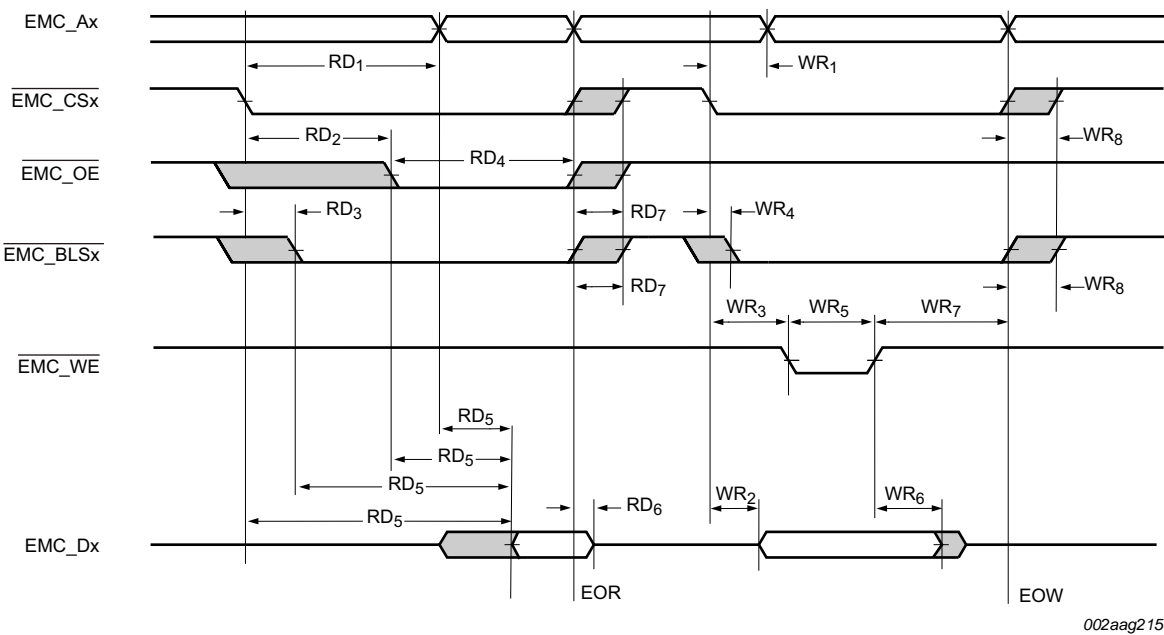 EMC_Ax
RD1
WR1
EMC_CSx
RD2
RD4
WR8
EMC_OE
RD3
RD7
WR4
EMC_BLSx
RD7
WR8
WR3
WR5
WR7
EMC_WE
RD5
RD5
RD5
RD5
RD6
WR2
WR6
EMC_Dx
EOR
EOW
002aag215